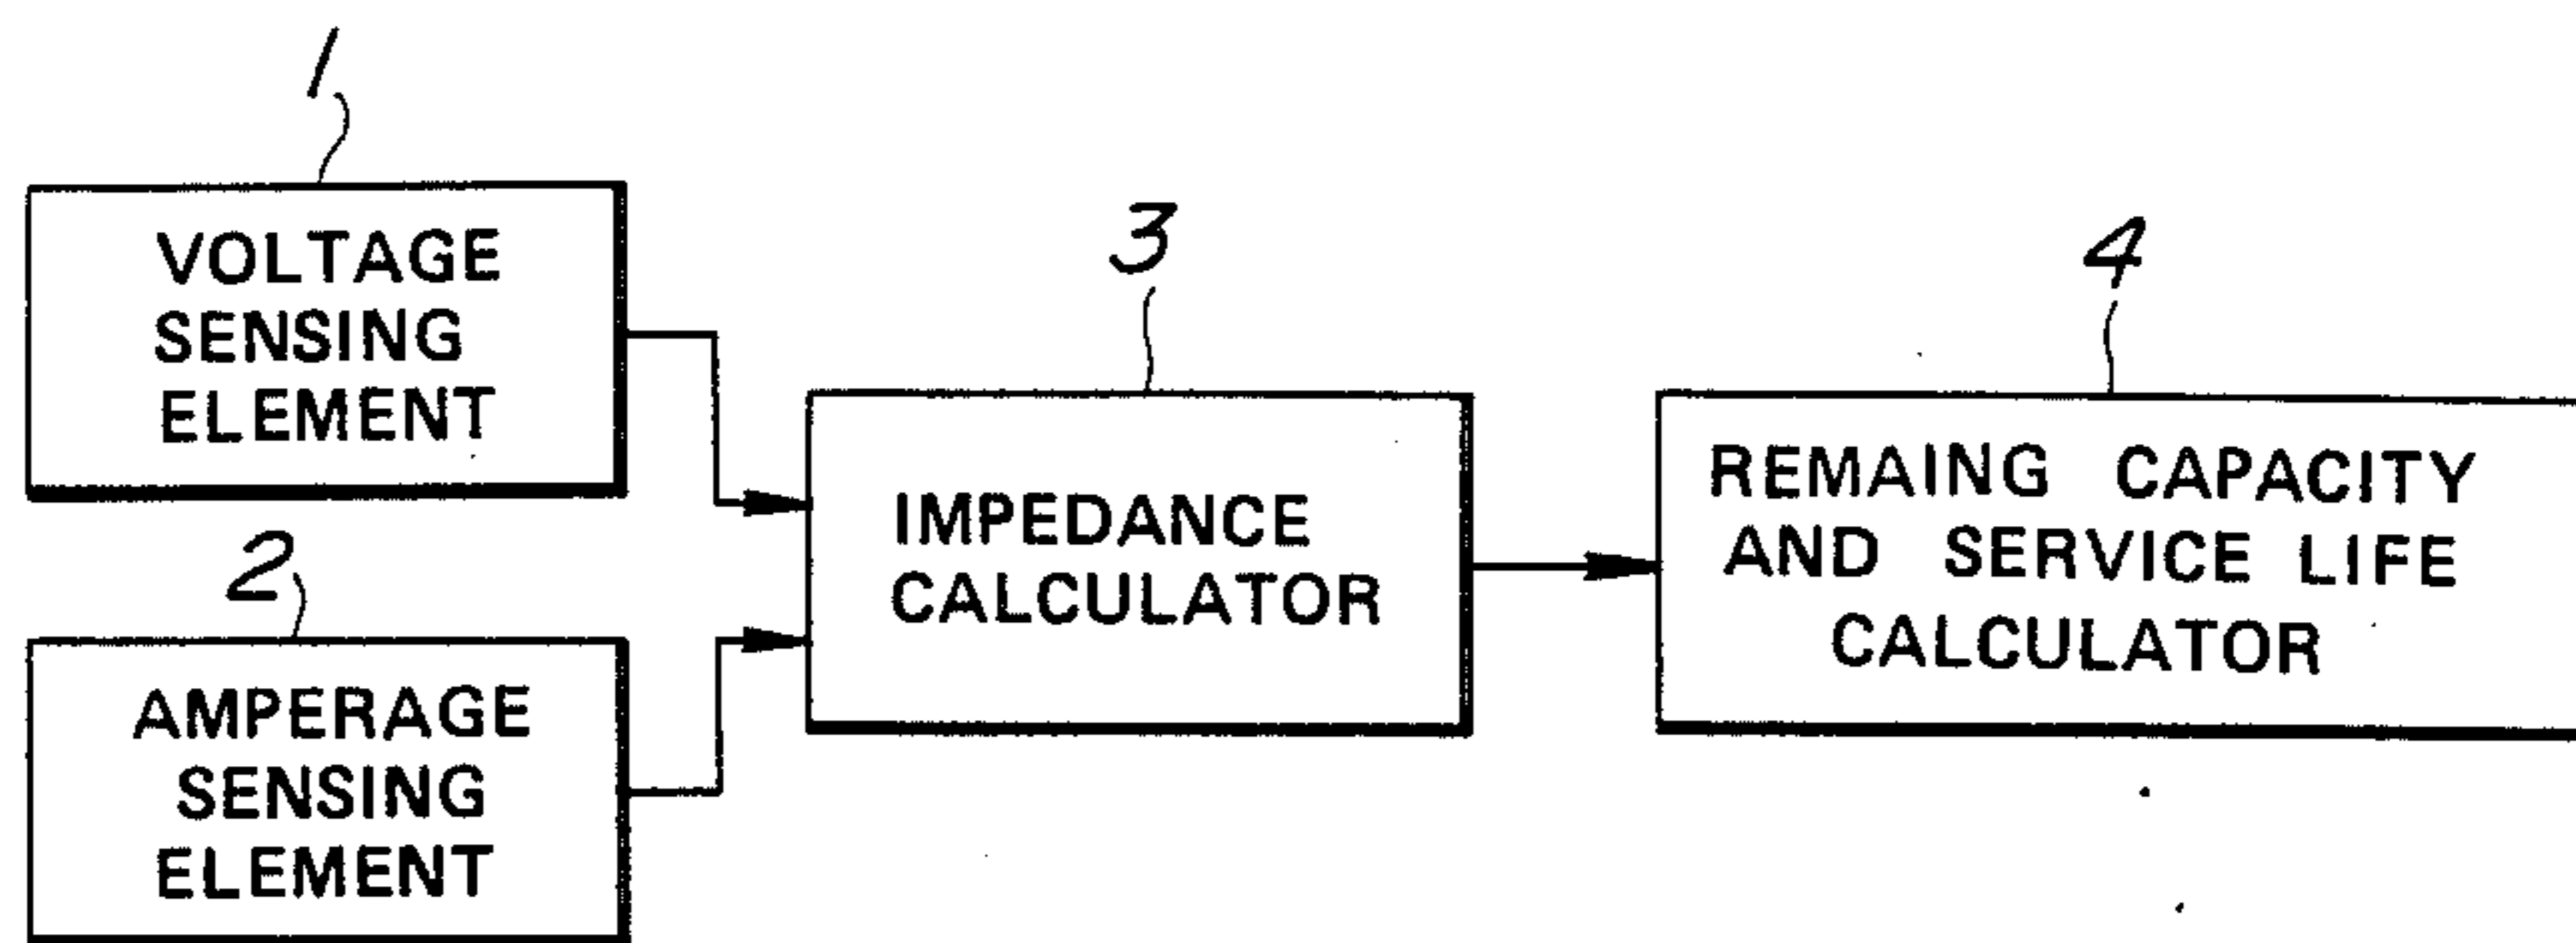 1
VOLTAGE
SENSING
ELEMENT
2
AMPERAGE
SENSING
ELEMENT
3
IMPEDANCE
CALCULATOR
4
REMAING CAPACITY
AND SERVICE LIFE
CALCULATOR